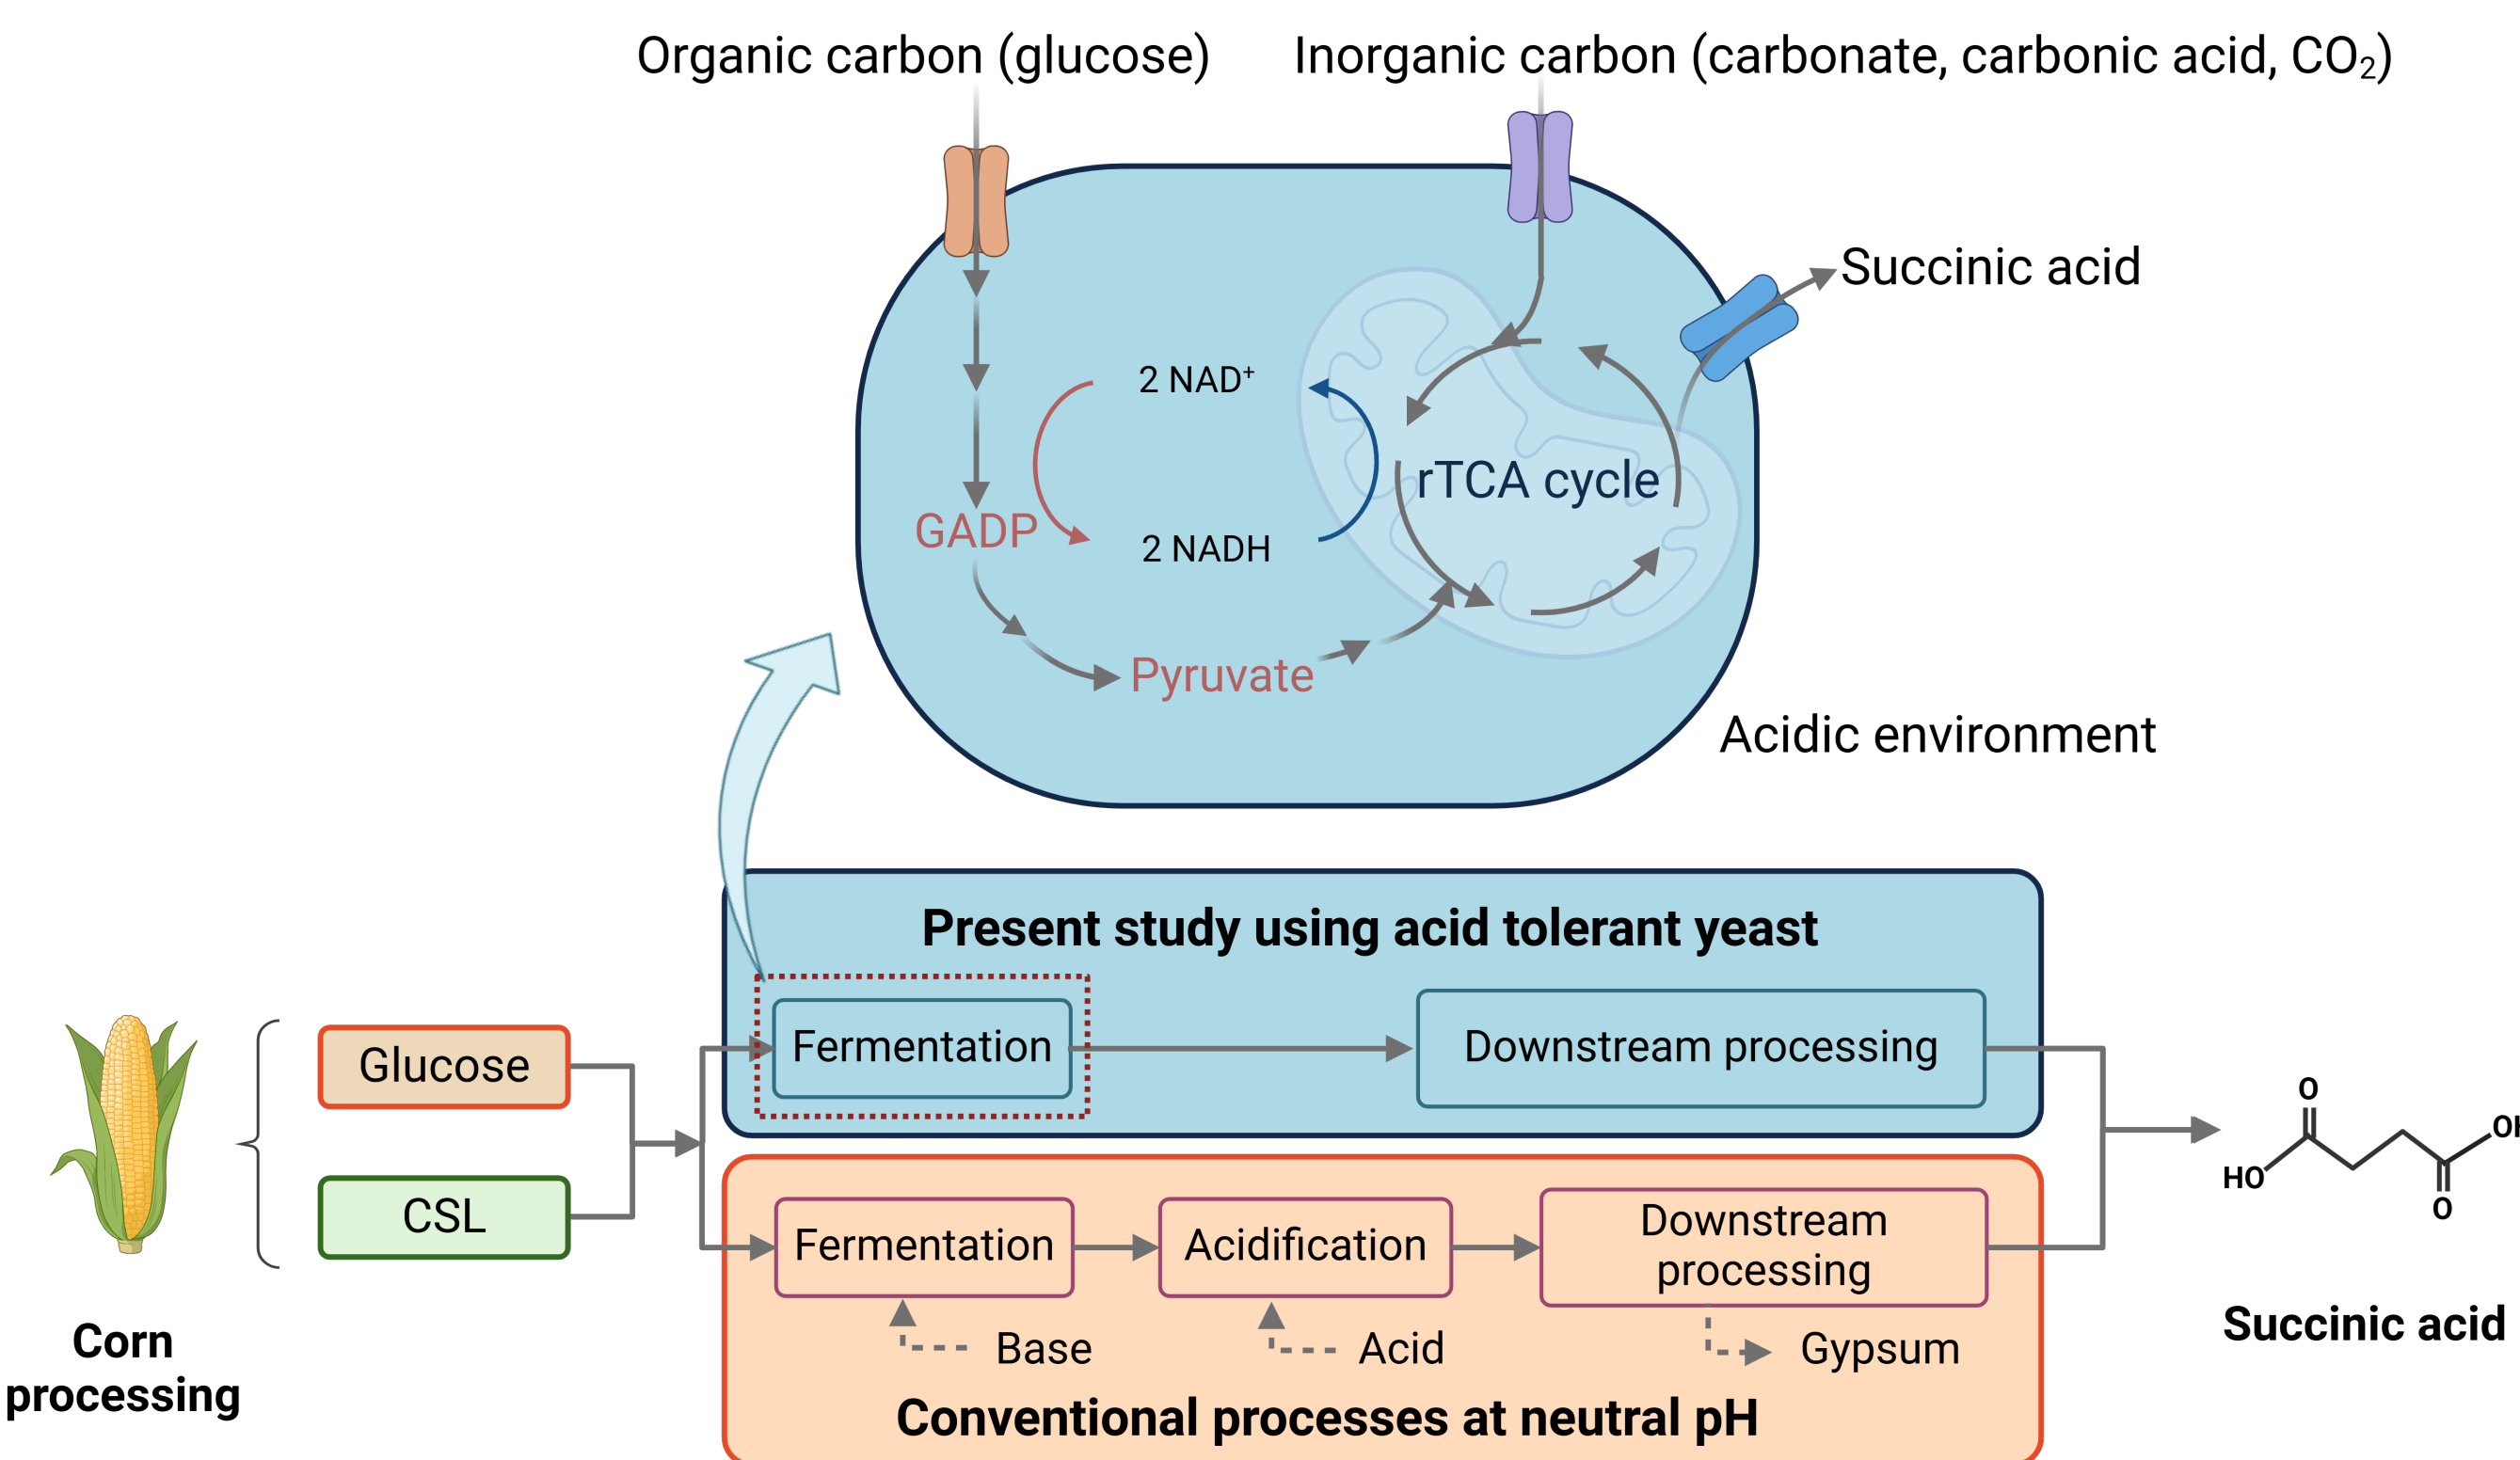 Organic carbon (glucose)
Inorganic carbon (carbonate, carbonic acid, CO₂)
Succinic acid
2 NAD⁺
rTCA cycle
GADP
2 NADH
Pyruvate
Acidic environment
Present study using acid tolerant yeast
Fermentation
Downstream processing
Glucose
CSL
Corn
processing
Fermentation
Acidification
Downstream
processing
Base
Acid
Gypsum
Conventional processes at neutral pH
O
HO
OH
O
Succinic acid